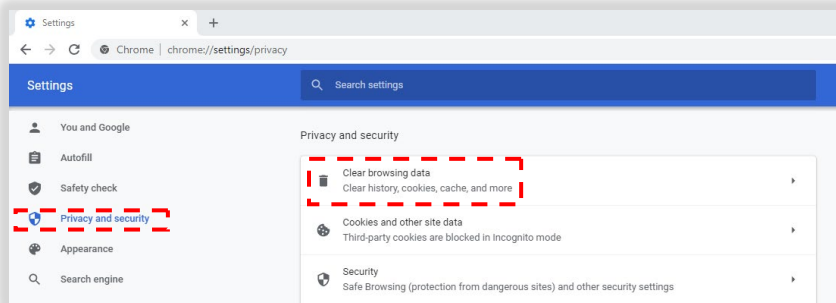 Settings
Chrome | chrome://settings/privacy
Settings
Search settings
You and Google
Autofill
Safety check
Privacy and security
Appearance
Search engine
Privacy and security
Clear browsing data
Clear history, cookies, cache, and more
Cookies and other site data
Third-party cookies are blocked in Incognito mode
Security
Safe Browsing (protection from dangerous sites) and other security settings